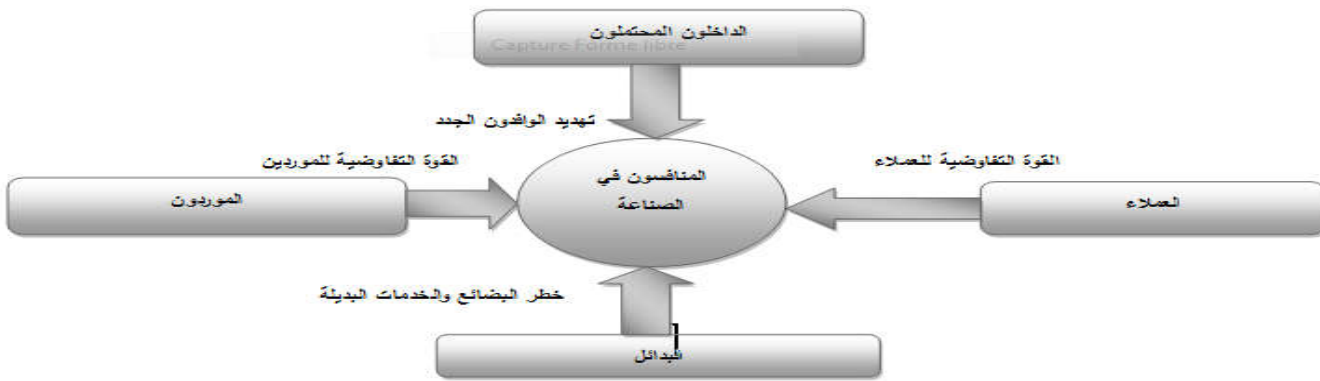 الداخلون المحتملون
Capture Forme libre
تهديد الوافدون الجدد
القوة التفاوضية للعملاء
القوة التفاوضية للموردين
المنافسون في
الصناعة
العملاء
الموردون
خطر البضائع والخدمات البديلة
البدائل